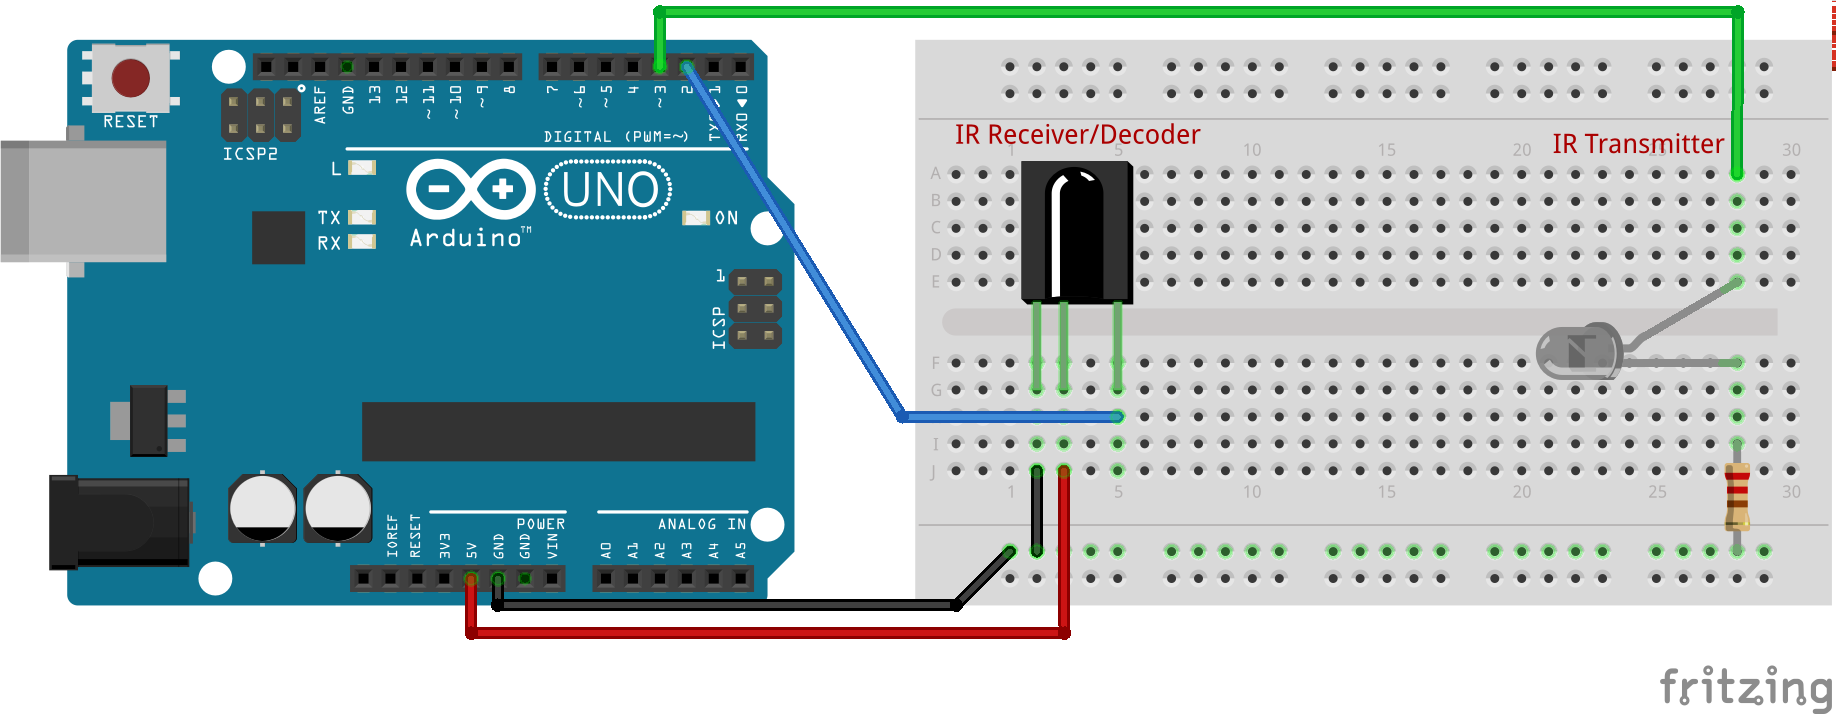 RESET
ICSP2
AREF
GND
13
12
~11
~10
~9
8
7
~6
~5
4
~3
2
TX
1
RX0
0
DIGITAL (PWM=~)
L
TX
RX
UNO
ON
Arduino™
1
ICSP
IOREF
RESET
3V3
5V
GND
GND
VIN
POWER
ANALOG IN
A0
A1
A2
A3
A4
A5
IR Receiver/Decoder
IR Transmitter
1 5 10 15 20 25 30
A
B
C
D
E
F
G
I
J
1 5 10 15 20 25 30
fritzing